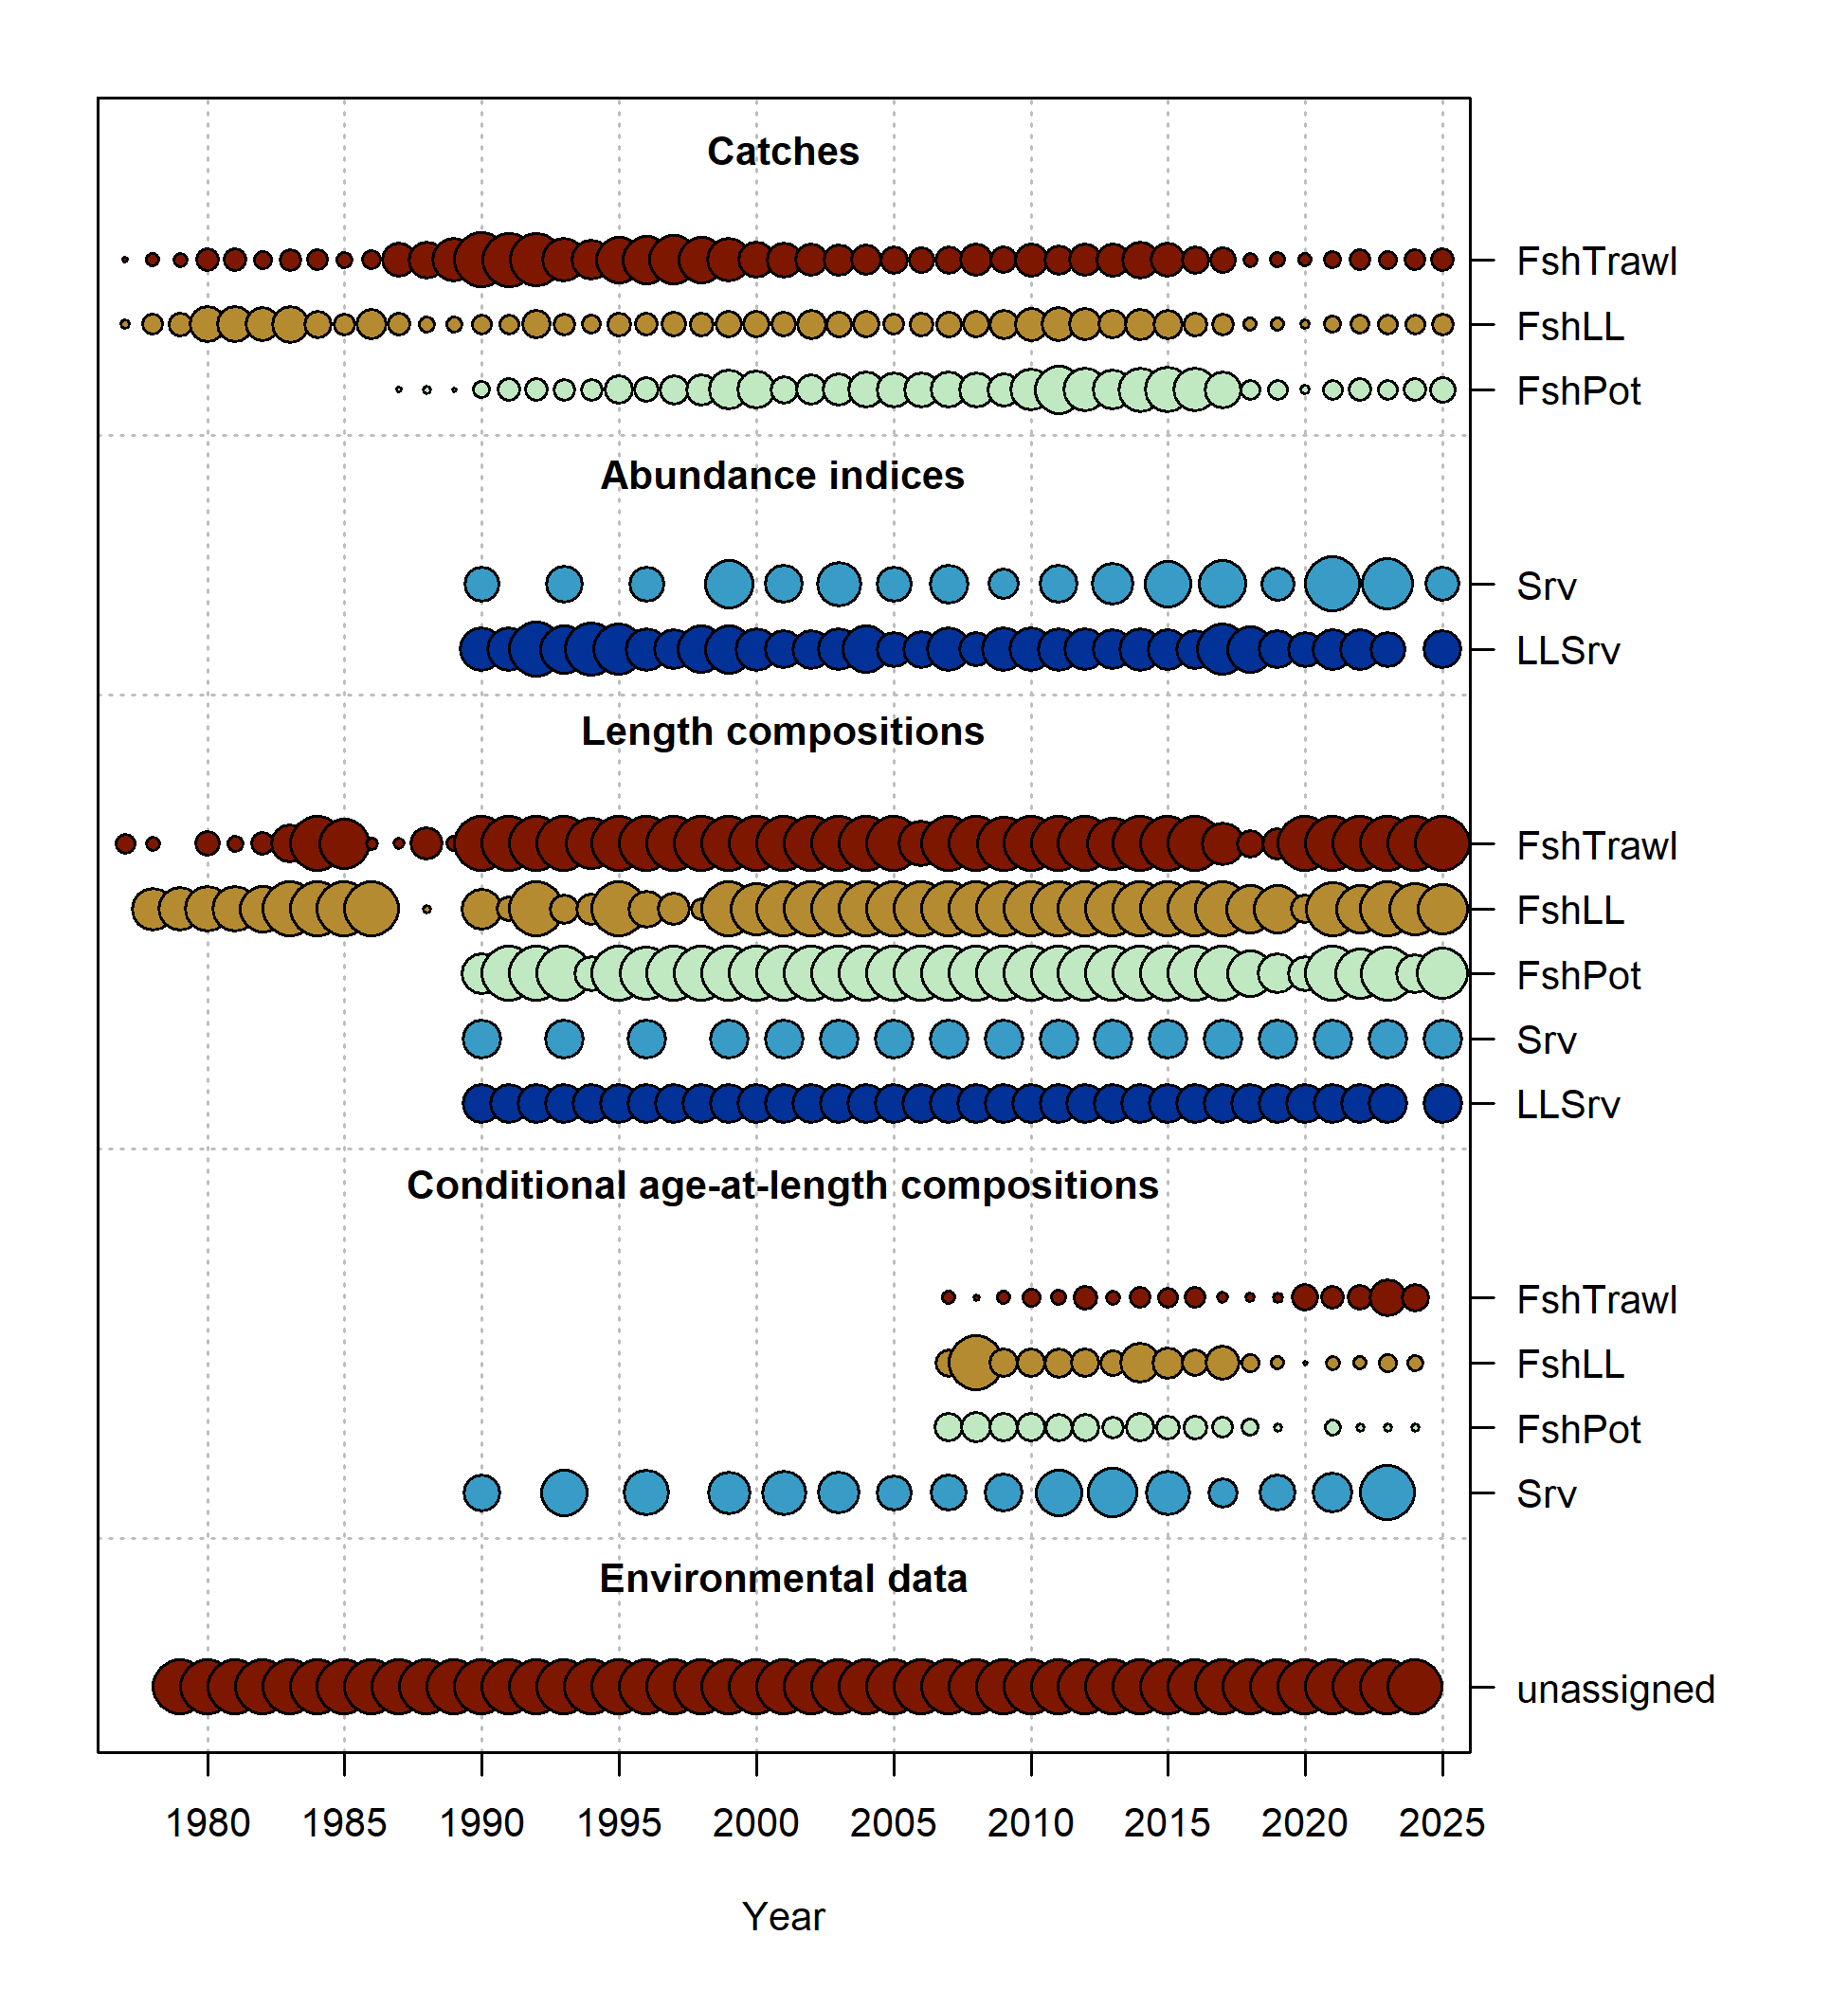 Catches
FshTrawl
FshLL
FshPot
Abundance indices
Srv
LLSrv
Length compositions
FshTrawl
FshLL
FshPot
Srv
LLSrv
Conditional age-at-length compositions
FshTrawl
FshLL
FshPot
Srv
Environmental data
unassigned
1980 1985 1990 1995 2000 2005 2010 2015 2020 2025
Year